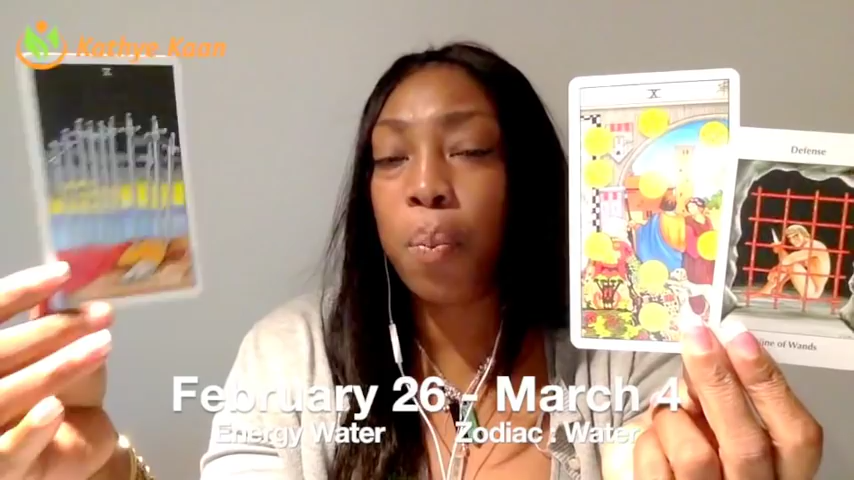 Kathye Kaan
X
X
Defense
Nine of Wands
February 26 - March 4
Energy Water
Zodiac : Water